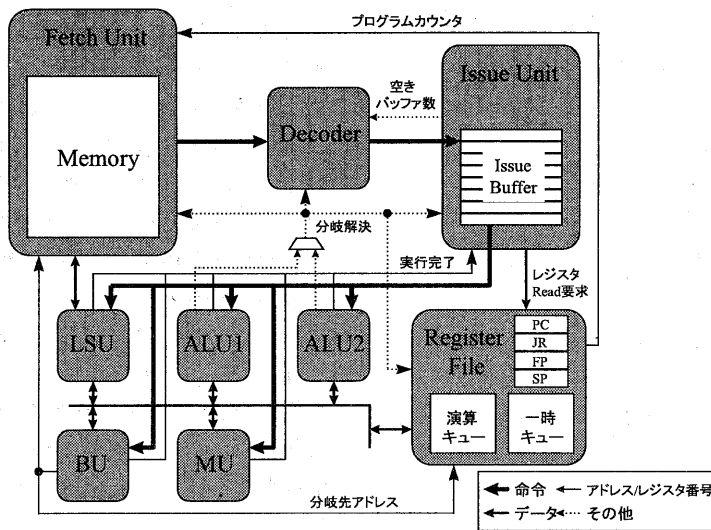 プログラムカウンタ
Fetch Unit
Memory
Decoder
空き
バッファ数
Issue Unit
Issue
Buffer
分岐解決
実行完了
レジスタ
Read要求
LSU
ALU1
ALU2
Register
File
PC
JR
FP
SP
演算
キュー
一時
キュー
BU
MU
分岐先アドレス
命令
アドレス/レジスタ番号
データ
その他